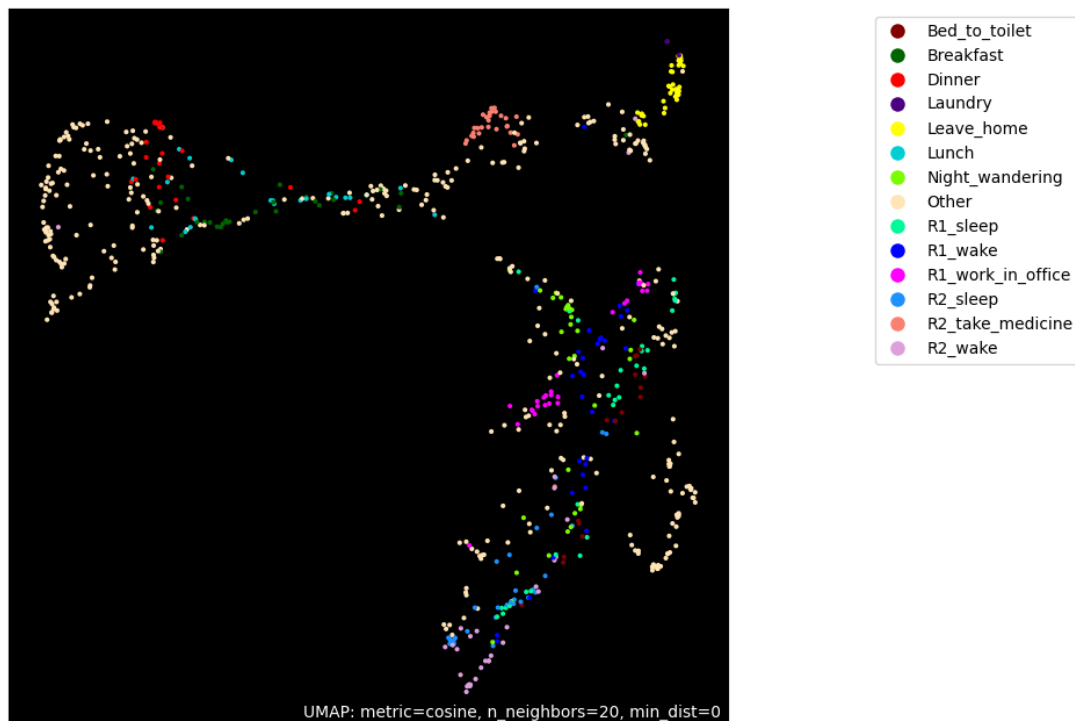 Bed_to_toilet
Breakfast
Dinner
Laundry
Leave_home
Lunch
Night_wandering
Other
R1_sleep
R1_wake
R1_work_in_office
R2_sleep
R2_take_medicine
R2_wake
UMAP: metric=cosine, n_neighbors=20, min_dist=0